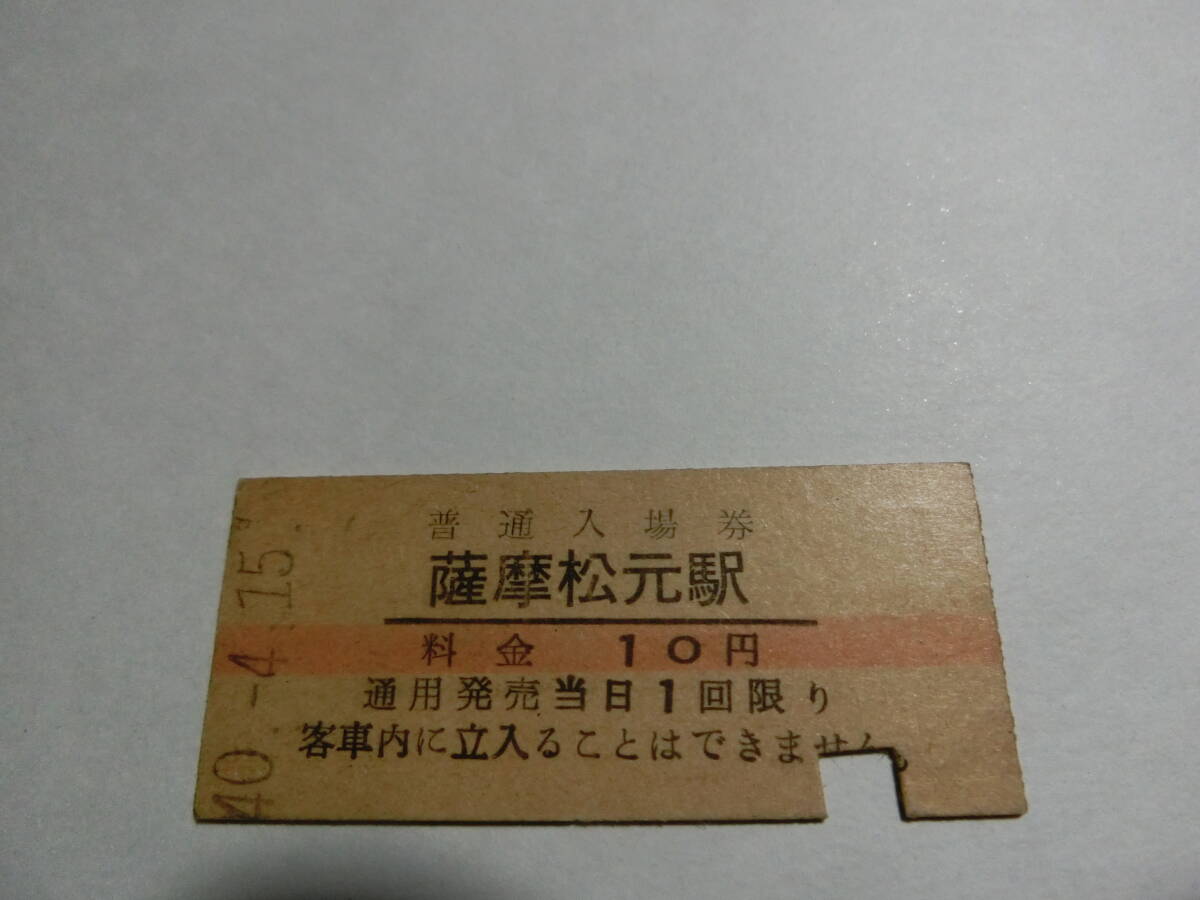 普通入場券
薩摩松元駅
料金 10円
通用発売当日1回限り
客車内に立入ることはできません。
40.-4.15